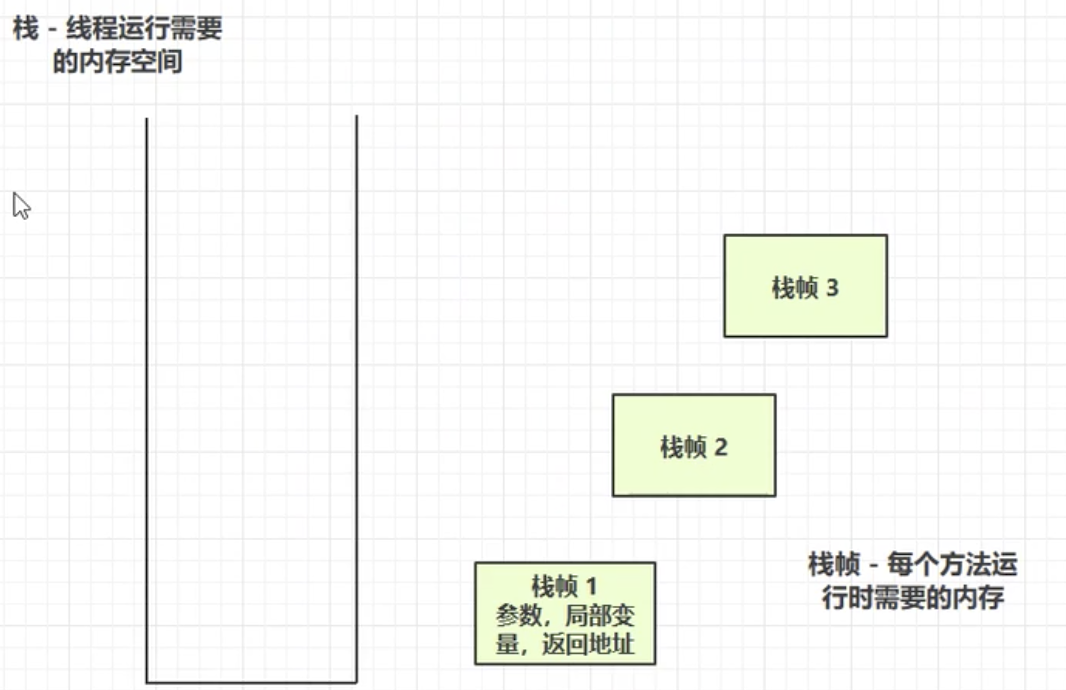 栈 - 线程运行需要
的内存空间
栈帧 3
栈帧 2
栈帧 1
参数，局部变
量，返回地址
栈帧 - 每个方法运
行时需要的内存